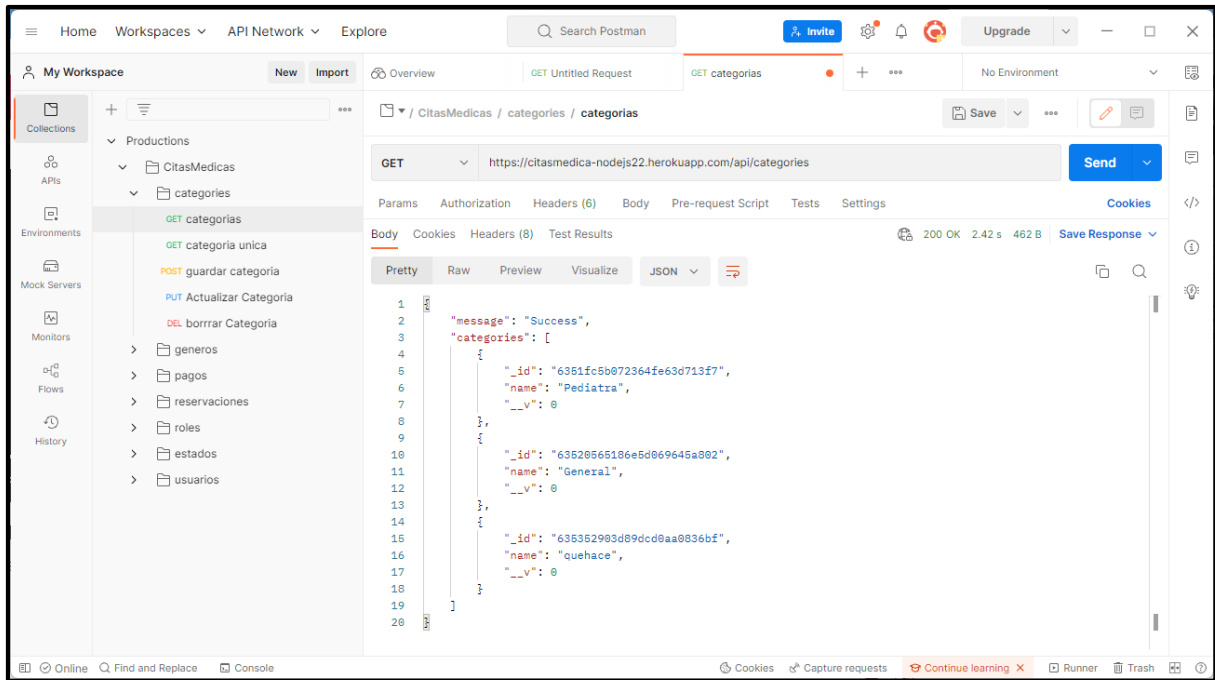 Home Workspaces API Network Explore Search Postman Invite Upgrade
My Workspace New Import Overview GET Untitled Request GET categorias No Environment
Collections
APIs
Environments
Mock Servers
Monitors
Flows
History
Productions
CitasMedicas
categories
GET categorias
GET categoria unica
POST guardar categoria
PUT Actualizar Categoria
DEL borrrar Categoria
generos
pagos
reservaciones
roles
estados
usuarios
/ CitasMedicas / categories / categorias Save
GET https://citasmedica-nodejs22.herokuapp.com/api/categories Send
Params Authorization Headers (6) Body Pre-request Script Tests Settings Cookies
Body Cookies Headers (8) Test Results 200 OK 2.42 s 462 B Save Response
Pretty Raw Preview Visualize JSON
1 {
2 "message": "Success",
3 "categories": [
4 {
5 "_id": "6351fc5b072364fe63d713f7",
6 "name": "Pediatra",
7 "__v": 0
8 },
9 {
10 "_id": "63520565186e5d069645a802",
11 "name": "General",
12 "__v": 0
13 },
14 {
15 "_id": "635352903d89dcd0aa0836bf",
16 "name": "quehace",
17 "__v": 0
18 }
19 ]
20 }
Online Find and Replace Console Cookies Capture requests Continue learning Runner Trash